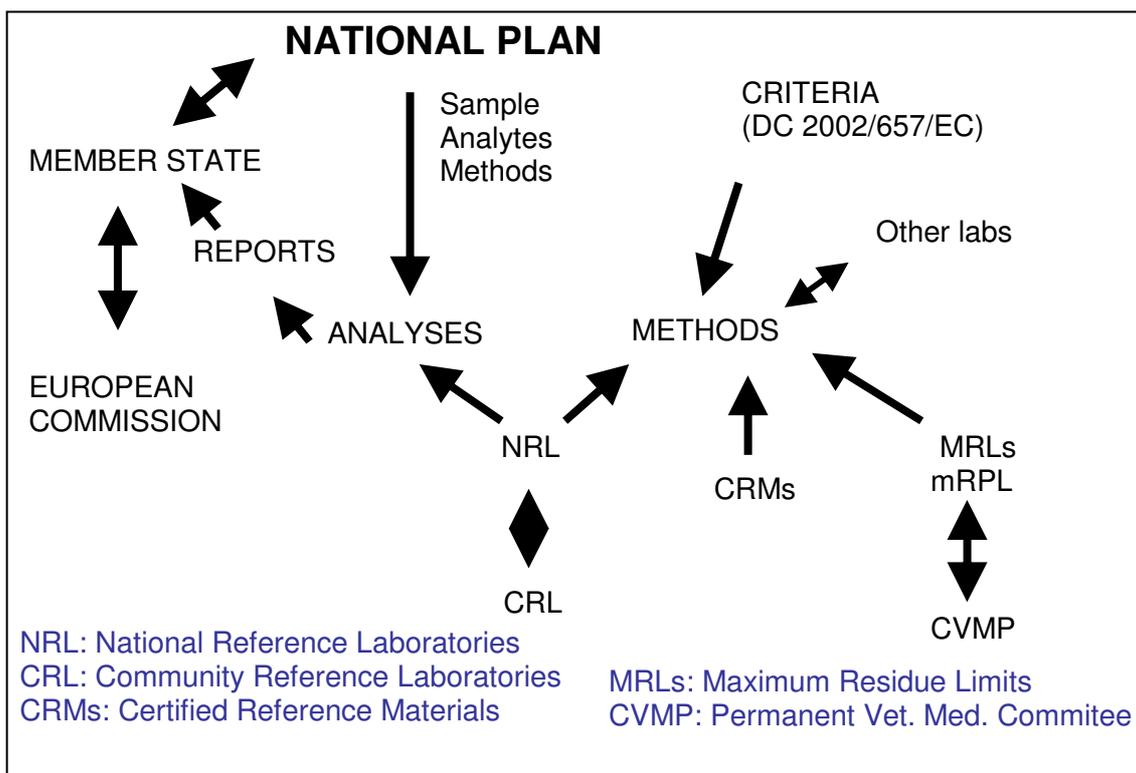 NATIONAL PLAN
Sample
Analytes
Methods
CRITERIA
(DC 2002/657/EC)
MEMBER STATE
REPORTS
Other labs
ANALYSES
METHODS
EUROPEAN
COMMISSION
NRL
CRMs
MRLs
mRPL
CRL
CVMP
NRL: National Reference Laboratories
CRL: Community Reference Laboratories
CRMs: Certified Reference Materials
MRLs: Maximum Residue Limits
CVMP: Permanent Vet. Med. Commitee